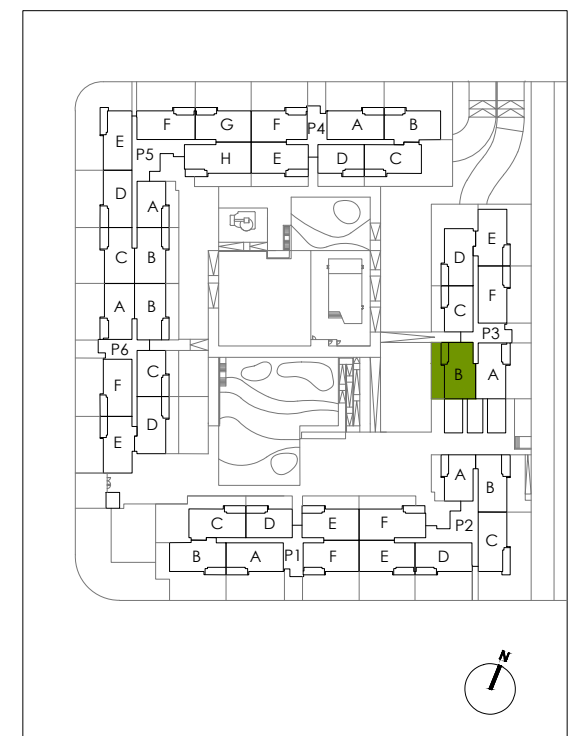 F G F P4 A B
E P5
H E D C
D A
E
D
C B
F
C
A B
P3
P6
C B A
F
D
E
A B
C D E F P2
B A P1 F E D C
N